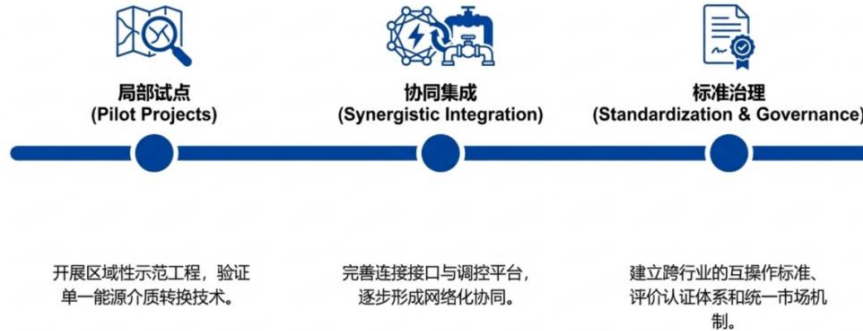 局部试点
(Pilot Projects)
协同集成
(Synergistic Integration)
标准治理
(Standardization & Governance)
开展区域性示范工程，验证
单一能源介质转换技术。
完善连接接口与调控平台，
逐步形成网络化协同。
建立跨行业的互操作标准、
评价认证体系和统一市场机
制。